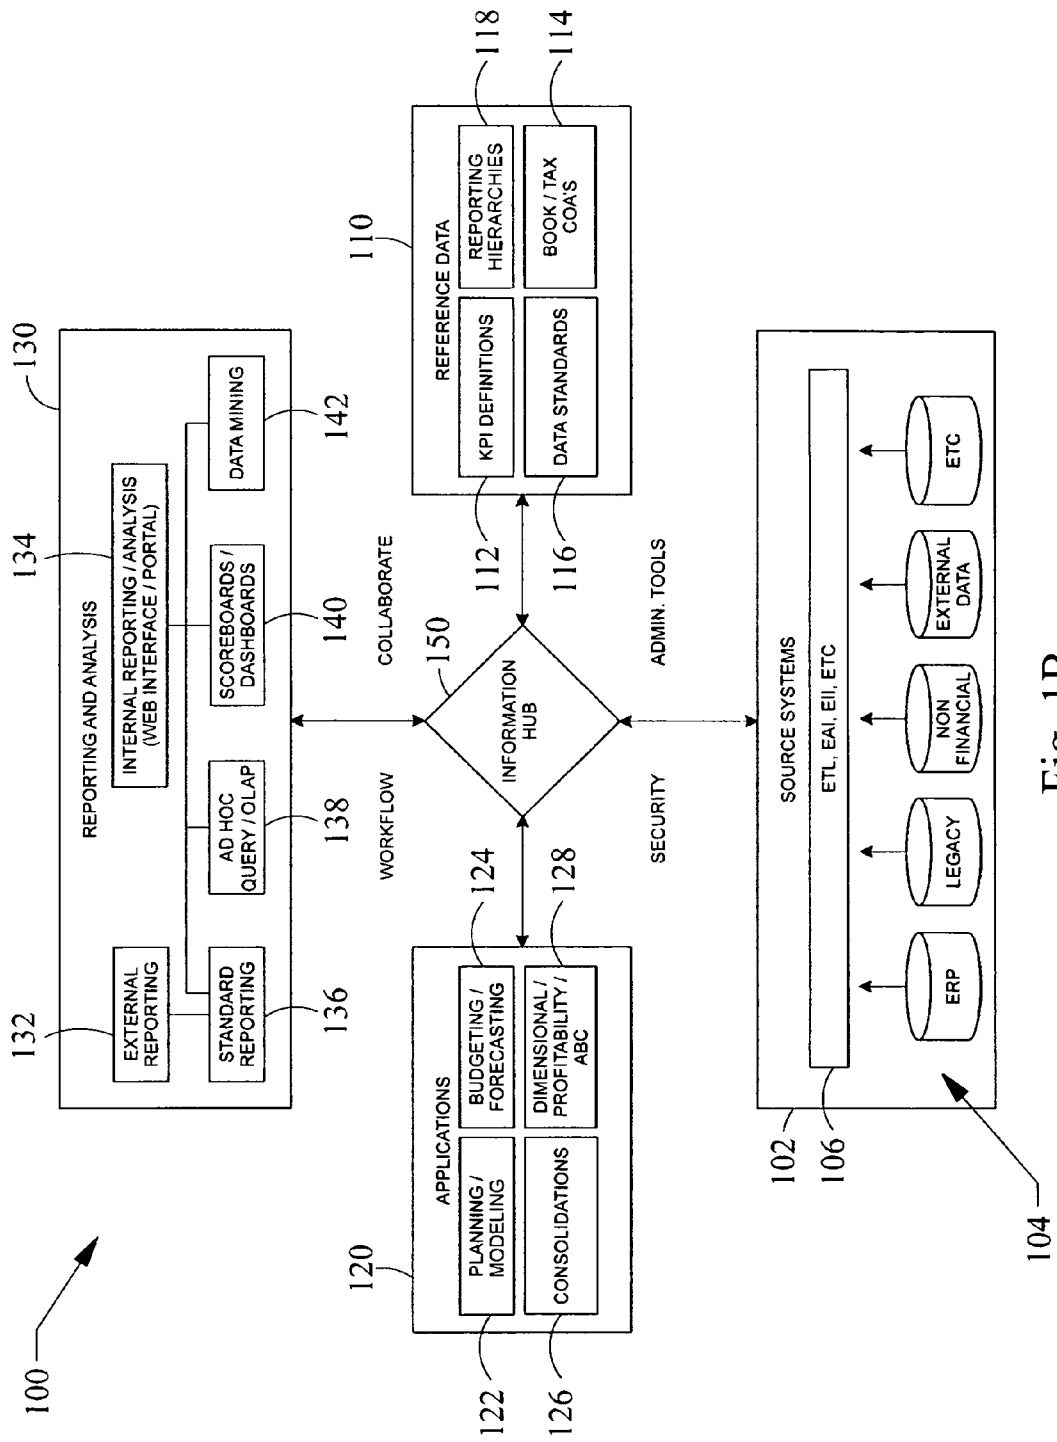 100
130
REPORTING AND ANALYSIS
132
134
EXTERNAL
REPORTING
INTERNAL REPORTING / ANALYSIS
(WEB INTERFACE / PORTAL)
STANDARD
REPORTING
AD HOC
QUERY / OLAP
SCOREBOARDS /
DASHBOARDS
DATA MINING
136
138
140
142
WORKFLOW
COLLABORATE
120
APPLICATIONS
122
PLANNING /
MODELING
BUDGETING /
FORECASTING
124
CONSOLIDATIONS
DIMENSIONAL /
PROFITABILITY /
ABC
126
128
150
INFORMATION
HUB
110
REFERENCE DATA
112
KPI DEFINITIONS
REPORTING
HIERARCHIES
118
116
DATA STANDARDS
BOOK / TAX
COA'S
114
SECURITY
ADMIN. TOOLS
102
SOURCE SYSTEMS
106
ETL, EAI, EII, ETC
104
ERP
LEGACY
NON
FINANCIAL
EXTERNAL
DATA
ETC
Fig. 1B